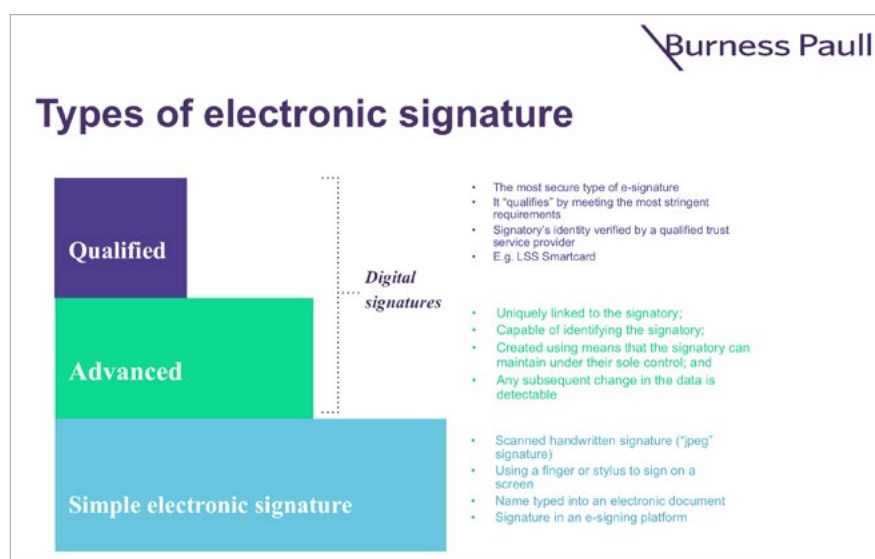 Burness Paull
Types of electronic signature
Qualified
Digital
signatures
Advanced
Simple electronic signature
• The most secure type of e-signature
• It “qualifies” by meeting the most stringent
requirements
• Signatory's identity verified by a qualified trust
service provider
• E.g. LSS Smartcard
• Uniquely linked to the signatory;
• Capable of identifying the signatory;
• Created using means that the signatory can
maintain under their sole control; and
• Any subsequent change in the data is
detectable
• Scanned handwritten signature (“jpeg”
signature)
• Using a finger or stylus to sign on a
screen
• Name typed into an electronic document
• Signature in an e-signing platform